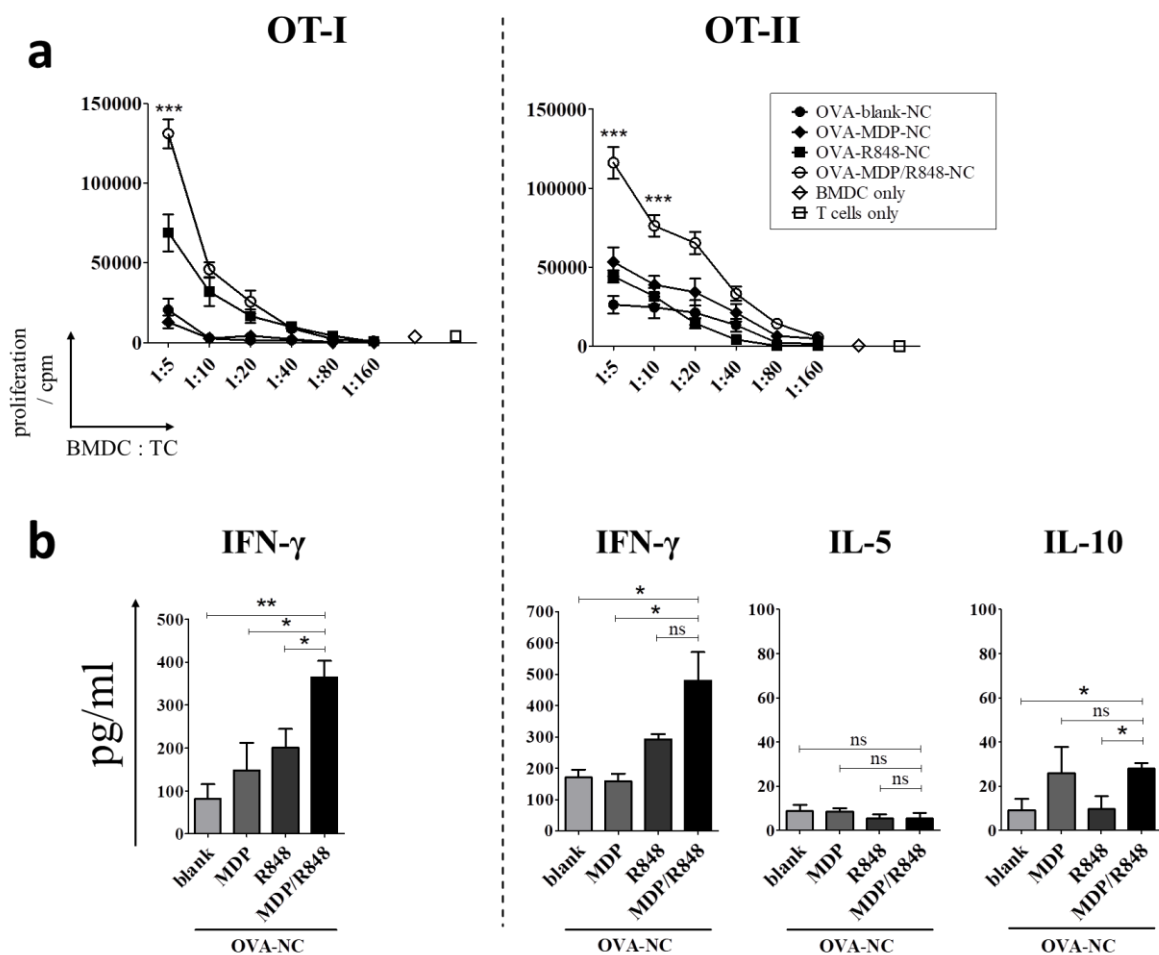 OT-I
OT-II
a
150000
100000
50000
0
***
1:5
1:10
1:20
1:40
1:80
1:160
proliferation
/ cpm
BMDC : TC
150000
100000
50000
0
***
***
1:5
1:10
1:20
1:40
1:80
1:160
OVA-blank-NC
OVA-MDP-NC
OVA-R848-NC
OVA-MDP/R848-NC
BMDC only
T cells only
b
pg/ml
IFN-γ
500
400
300
200
100
0
**
*
*
blank
MDP
R848
MDP/R848
OVA-NC
IFN-γ
700
600
500
400
300
200
100
0
*
*
ns
blank
MDP
R848
MDP/R848
OVA-NC
IL-5
100
80
60
40
20
0
ns
ns
ns
blank
MDP
R848
MDP/R848
OVA-NC
IL-10
100
80
60
40
20
0
*
ns
*
blank
MDP
R848
MDP/R848
OVA-NC